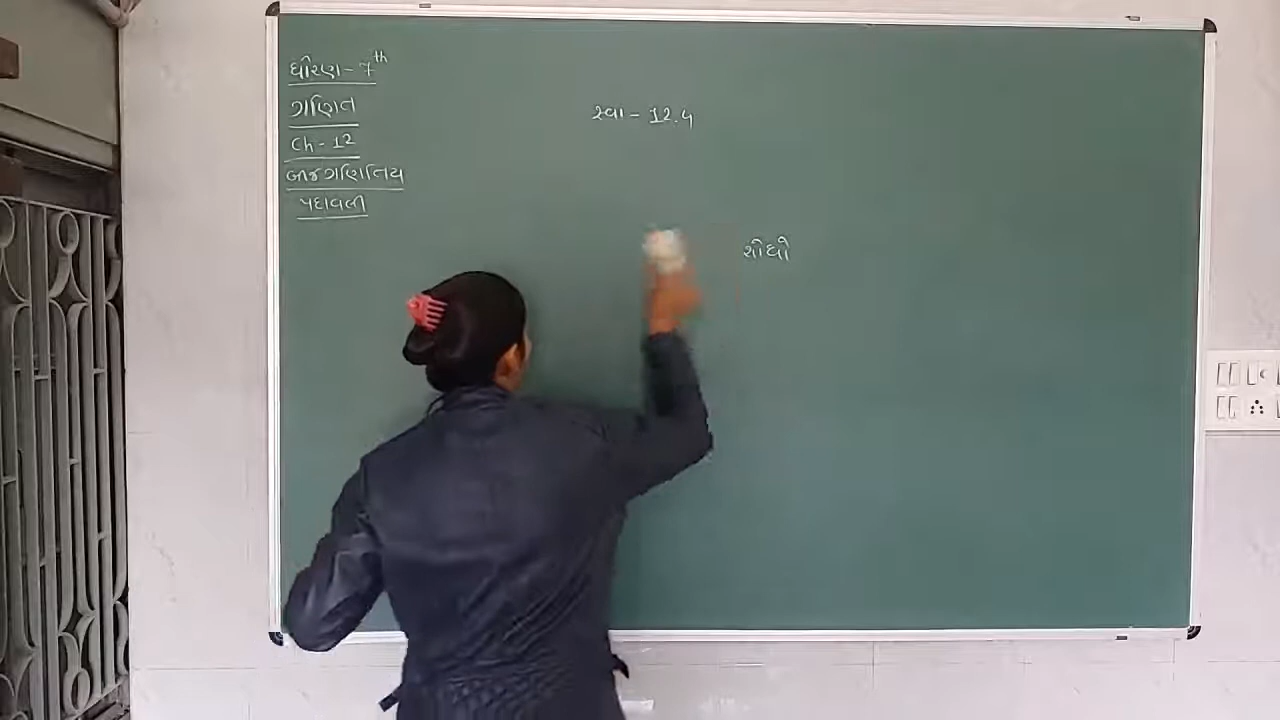 ધોરણ - 7th
ગણિત
Ch - 12
બીજગણિતિય
પદાવલી
સ્વા - 12.4
શોધો